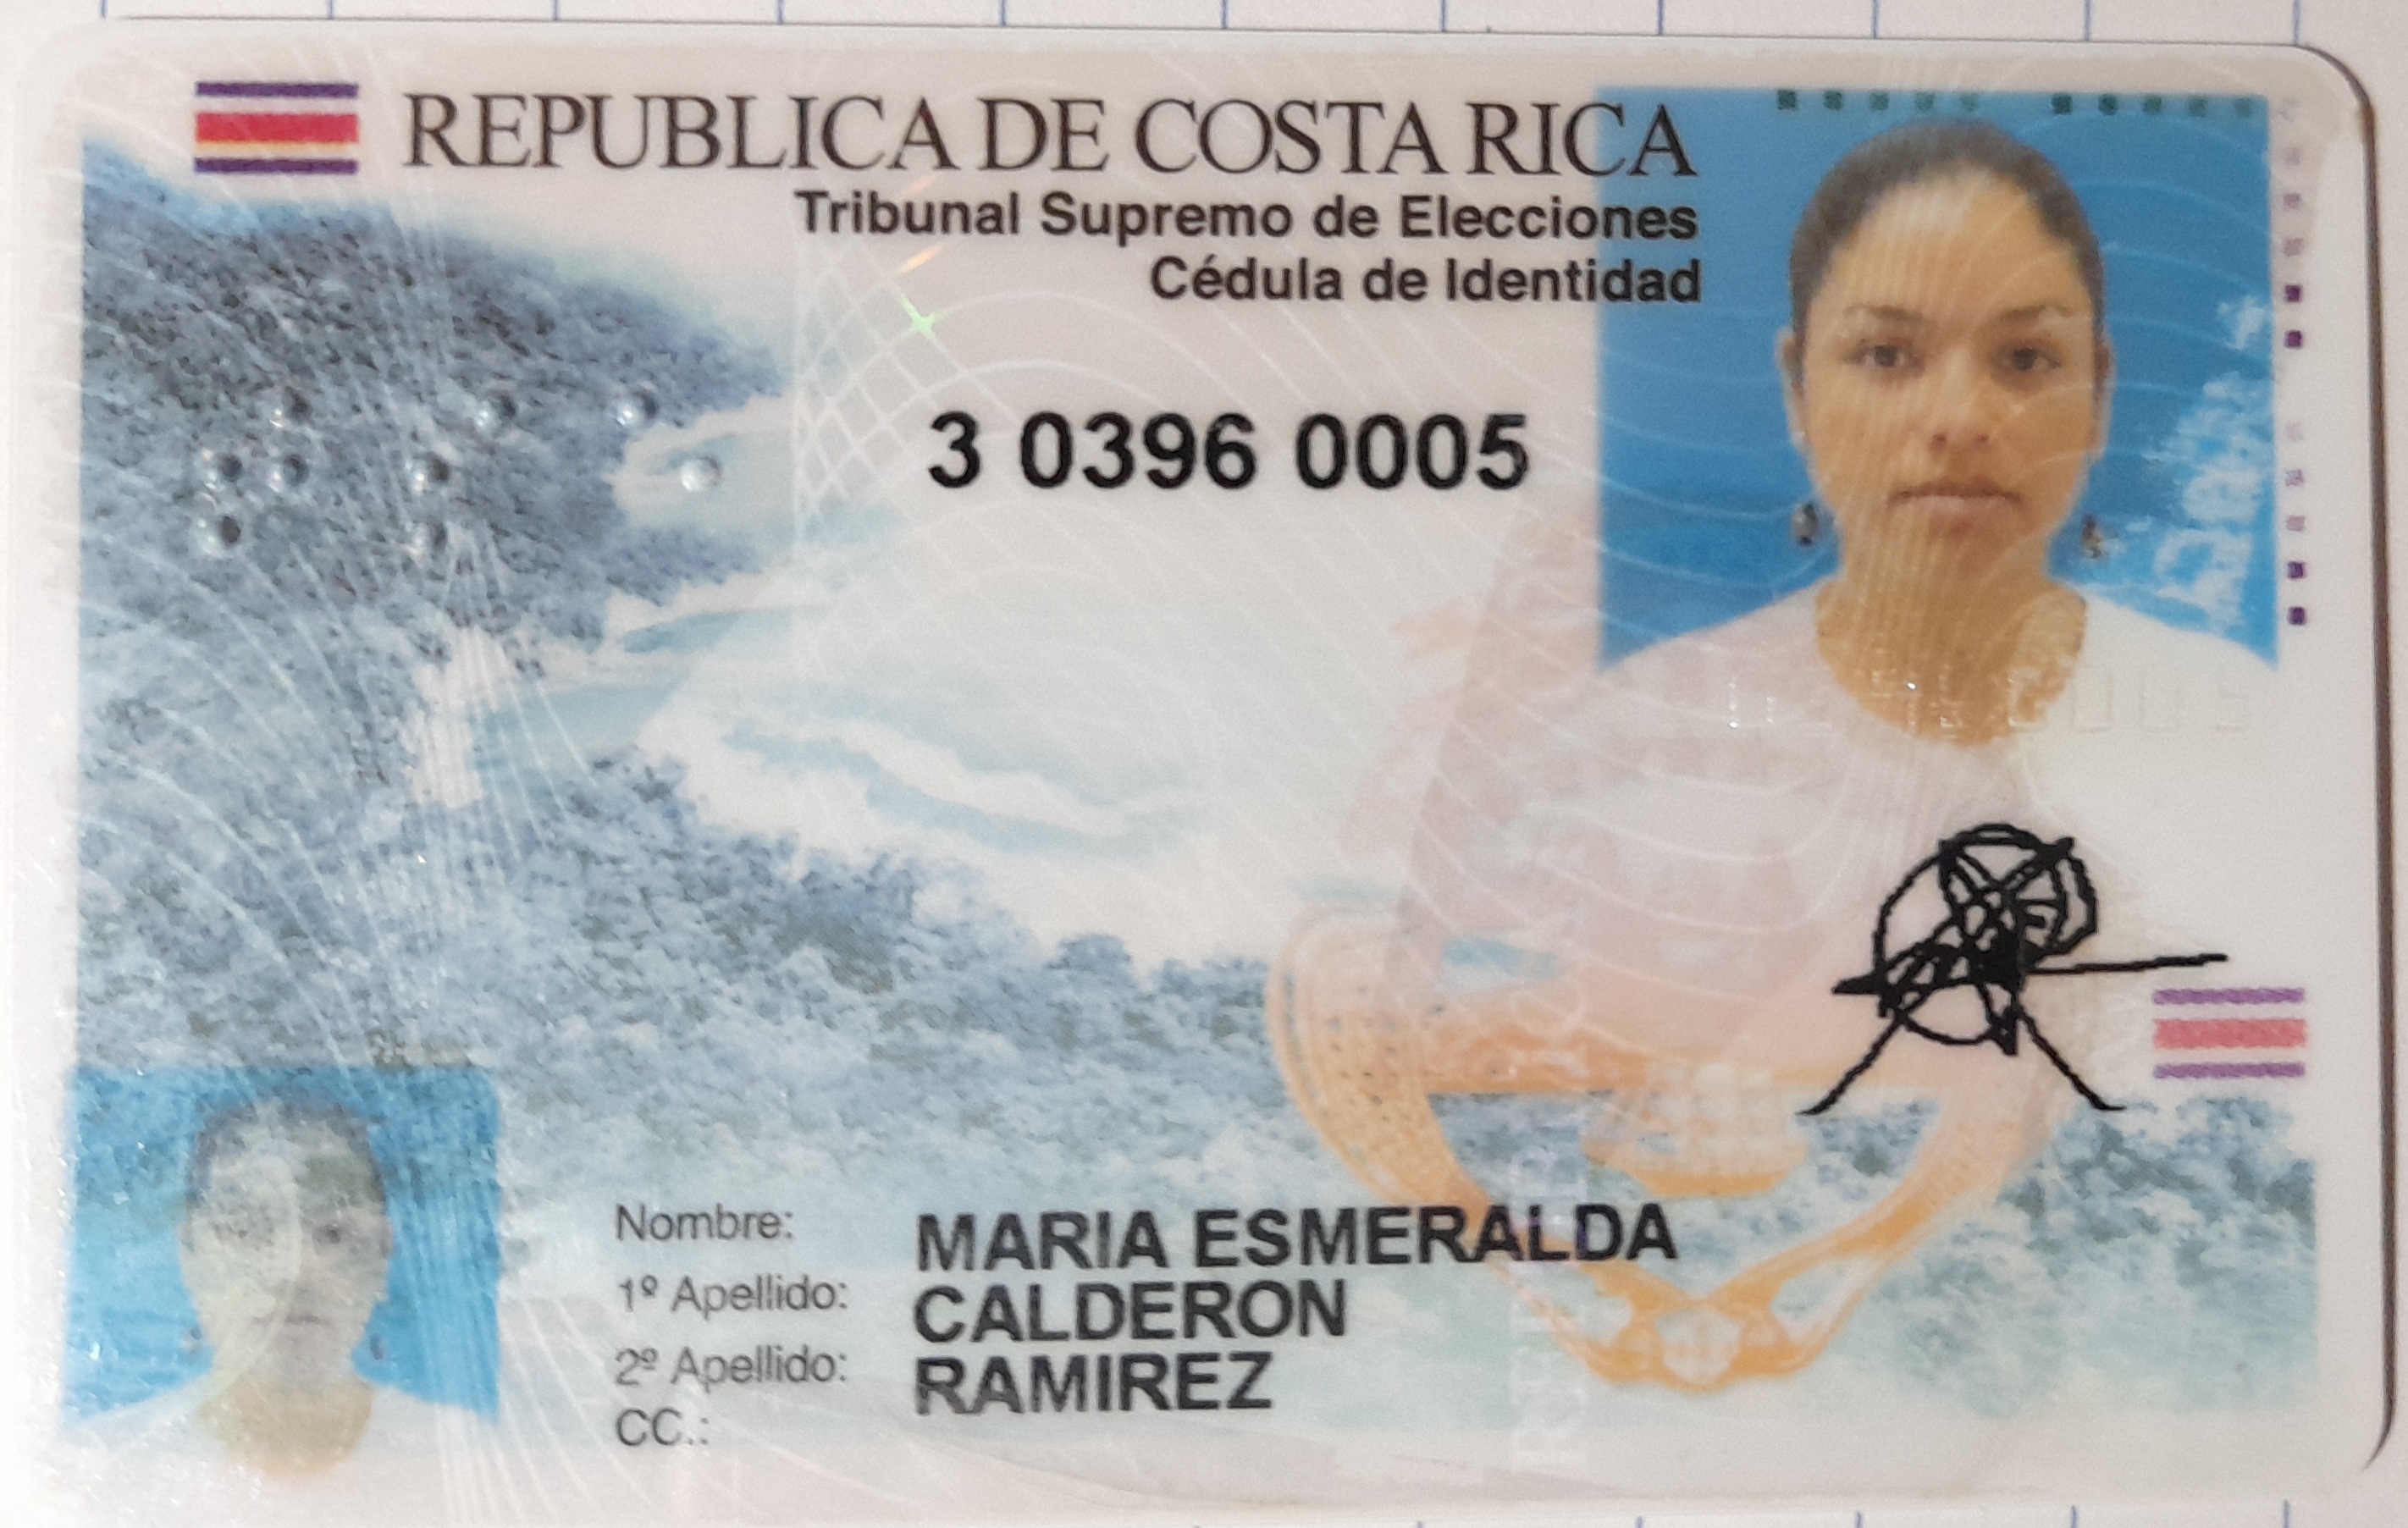 REPUBLICA DE COSTA RICA
Tribunal Supremo de Elecciones
Cédula de Identidad
3 0396 0005
Nombre: MARIA ESMERALDA
1º Apellido: CALDERON
2º Apellido: RAMIREZ
CC.: